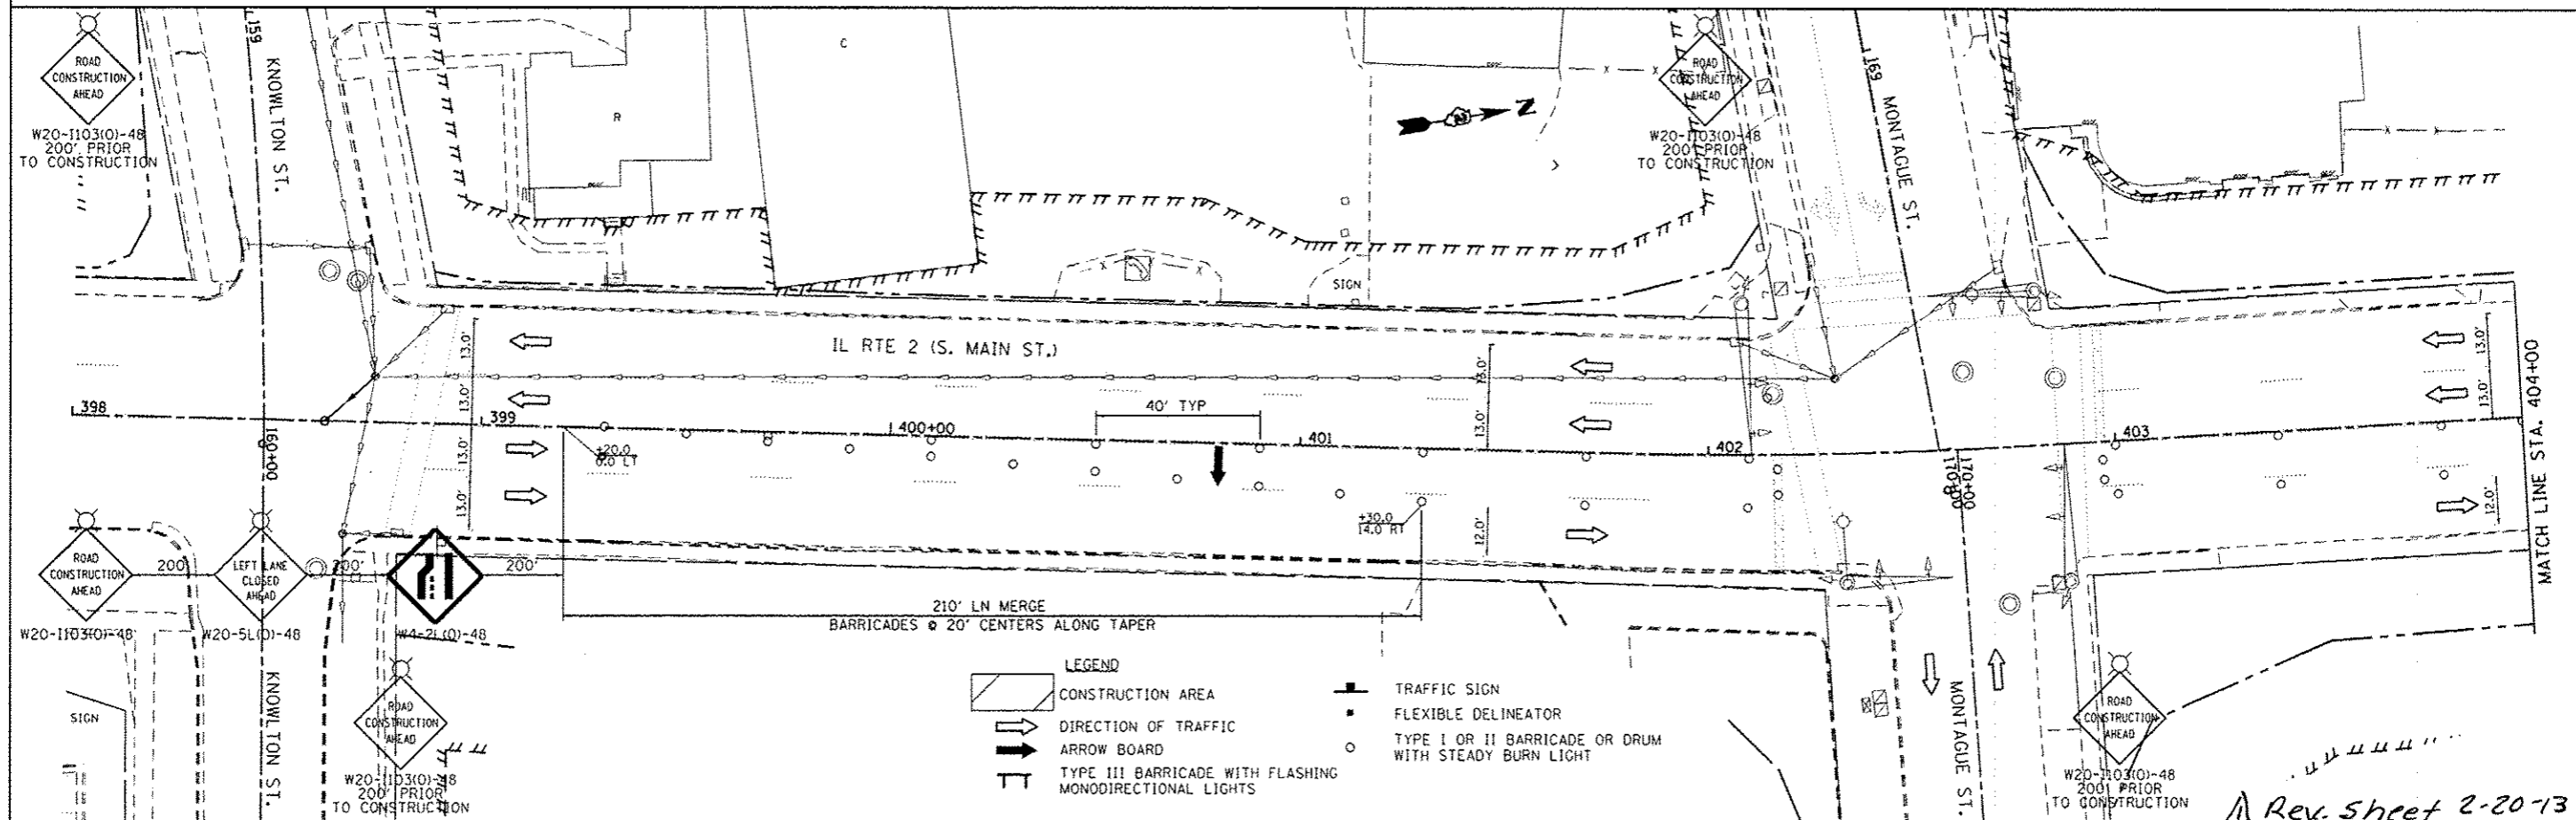 159
KNOWLTON ST.
ROAD
CONSTRUCTION
AHEAD
W20-I103(O)-48
200' PRIOR
TO CONSTRUCTION
R
C
N
ROAD
CONSTRUCTION
AHEAD
W20-I103(O)-48
200' PRIOR
TO CONSTRUCTION
169
MONTAGUE ST.
SIGN
IL RTE 2 (S. MAIN ST.)
13.0'
13.0'
13.0'
13.0'
13.0'
13.0'
12.0'
13.0'
13.0'
12.0'
398
399
400+00
401
402
403
40' TYP
160+00
170+00
+20.0
0.0 LT
+30.0
14.0 RT
MATCH LINE STA. 404+00
ROAD
CONSTRUCTION
AHEAD
200'
LEFT LANE
CLOSED
AHEAD
200'
200'
W20-I103(O)-48
W20-5L(O)-48
W4-2L(O)-48
210' LN MERGE
BARRICADES @ 20' CENTERS ALONG TAPER
SIGN
KNOWLTON ST.
ROAD
CONSTRUCTION
AHEAD
W20-I103(O)-48
200' PRIOR
TO CONSTRUCTION
LEGEND
CONSTRUCTION AREA
DIRECTION OF TRAFFIC
ARROW BOARD
TYPE III BARRICADE WITH FLASHING
MONODIRECTIONAL LIGHTS
TRAFFIC SIGN
FLEXIBLE DELINEATOR
TYPE I OR II BARRICADE OR DRUM
WITH STEADY BURN LIGHT
MONTAGUE ST.
ROAD
CONSTRUCTION
AHEAD
W20-I103(O)-48
200' PRIOR
TO CONSTRUCTION
Rev. Sheet 2-20-13